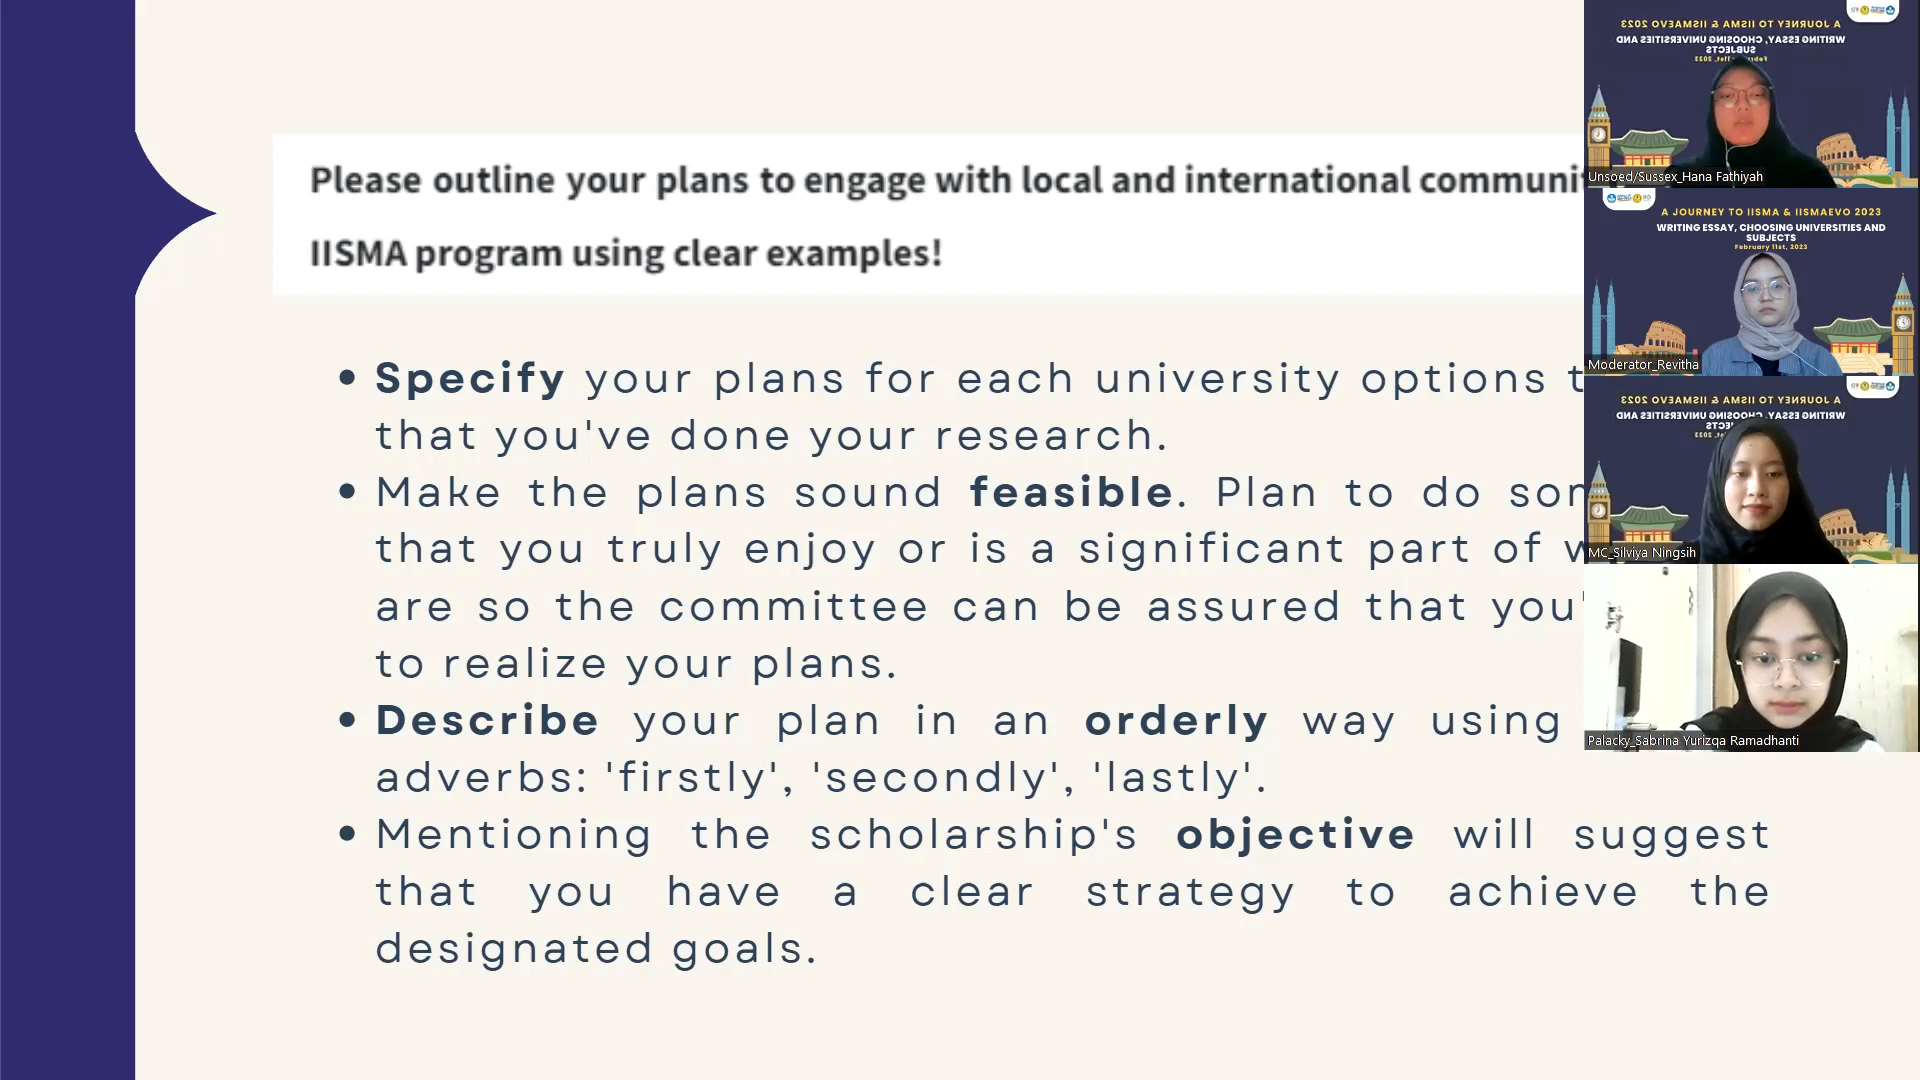 Please outline your plans to engage with local and international
IISMA program using clear examples!
• Specify your plans for each university options
that you've done your research.
• Make the plans sound feasible. Plan to do
that you truly enjoy or is a significant part of
are so the committee can be assured that
to realize your plans.
• Describe your plan in an orderly way using
adverbs: 'firstly', 'secondly', 'lastly'.
• Mentioning the scholarship's objective will suggest
that you have a clear strategy to achieve the
designated goals.
A JOURNEY TO IISMA & IISMAEVO 2023
WRITING ESSAY, CHOOSING UNIVERSITIES AND
SUBJECTS
February 11st, 2023
Unsoed/Sussex_Hana Fathiyah
A JOURNEY TO IISMA & IISMAEVO 2023
WRITING ESSAY, CHOOSING UNIVERSITIES AND
SUBJECTS
February 11st, 2023
Moderator_Revitha
A JOURNEY TO IISMA & IISMAEVO 2023
WRITING ESSAY, CHOOSING UNIVERSITIES AND
MC_Silviya Ningsih
Palacky_Sabrina Yurizqa Ramadhanti